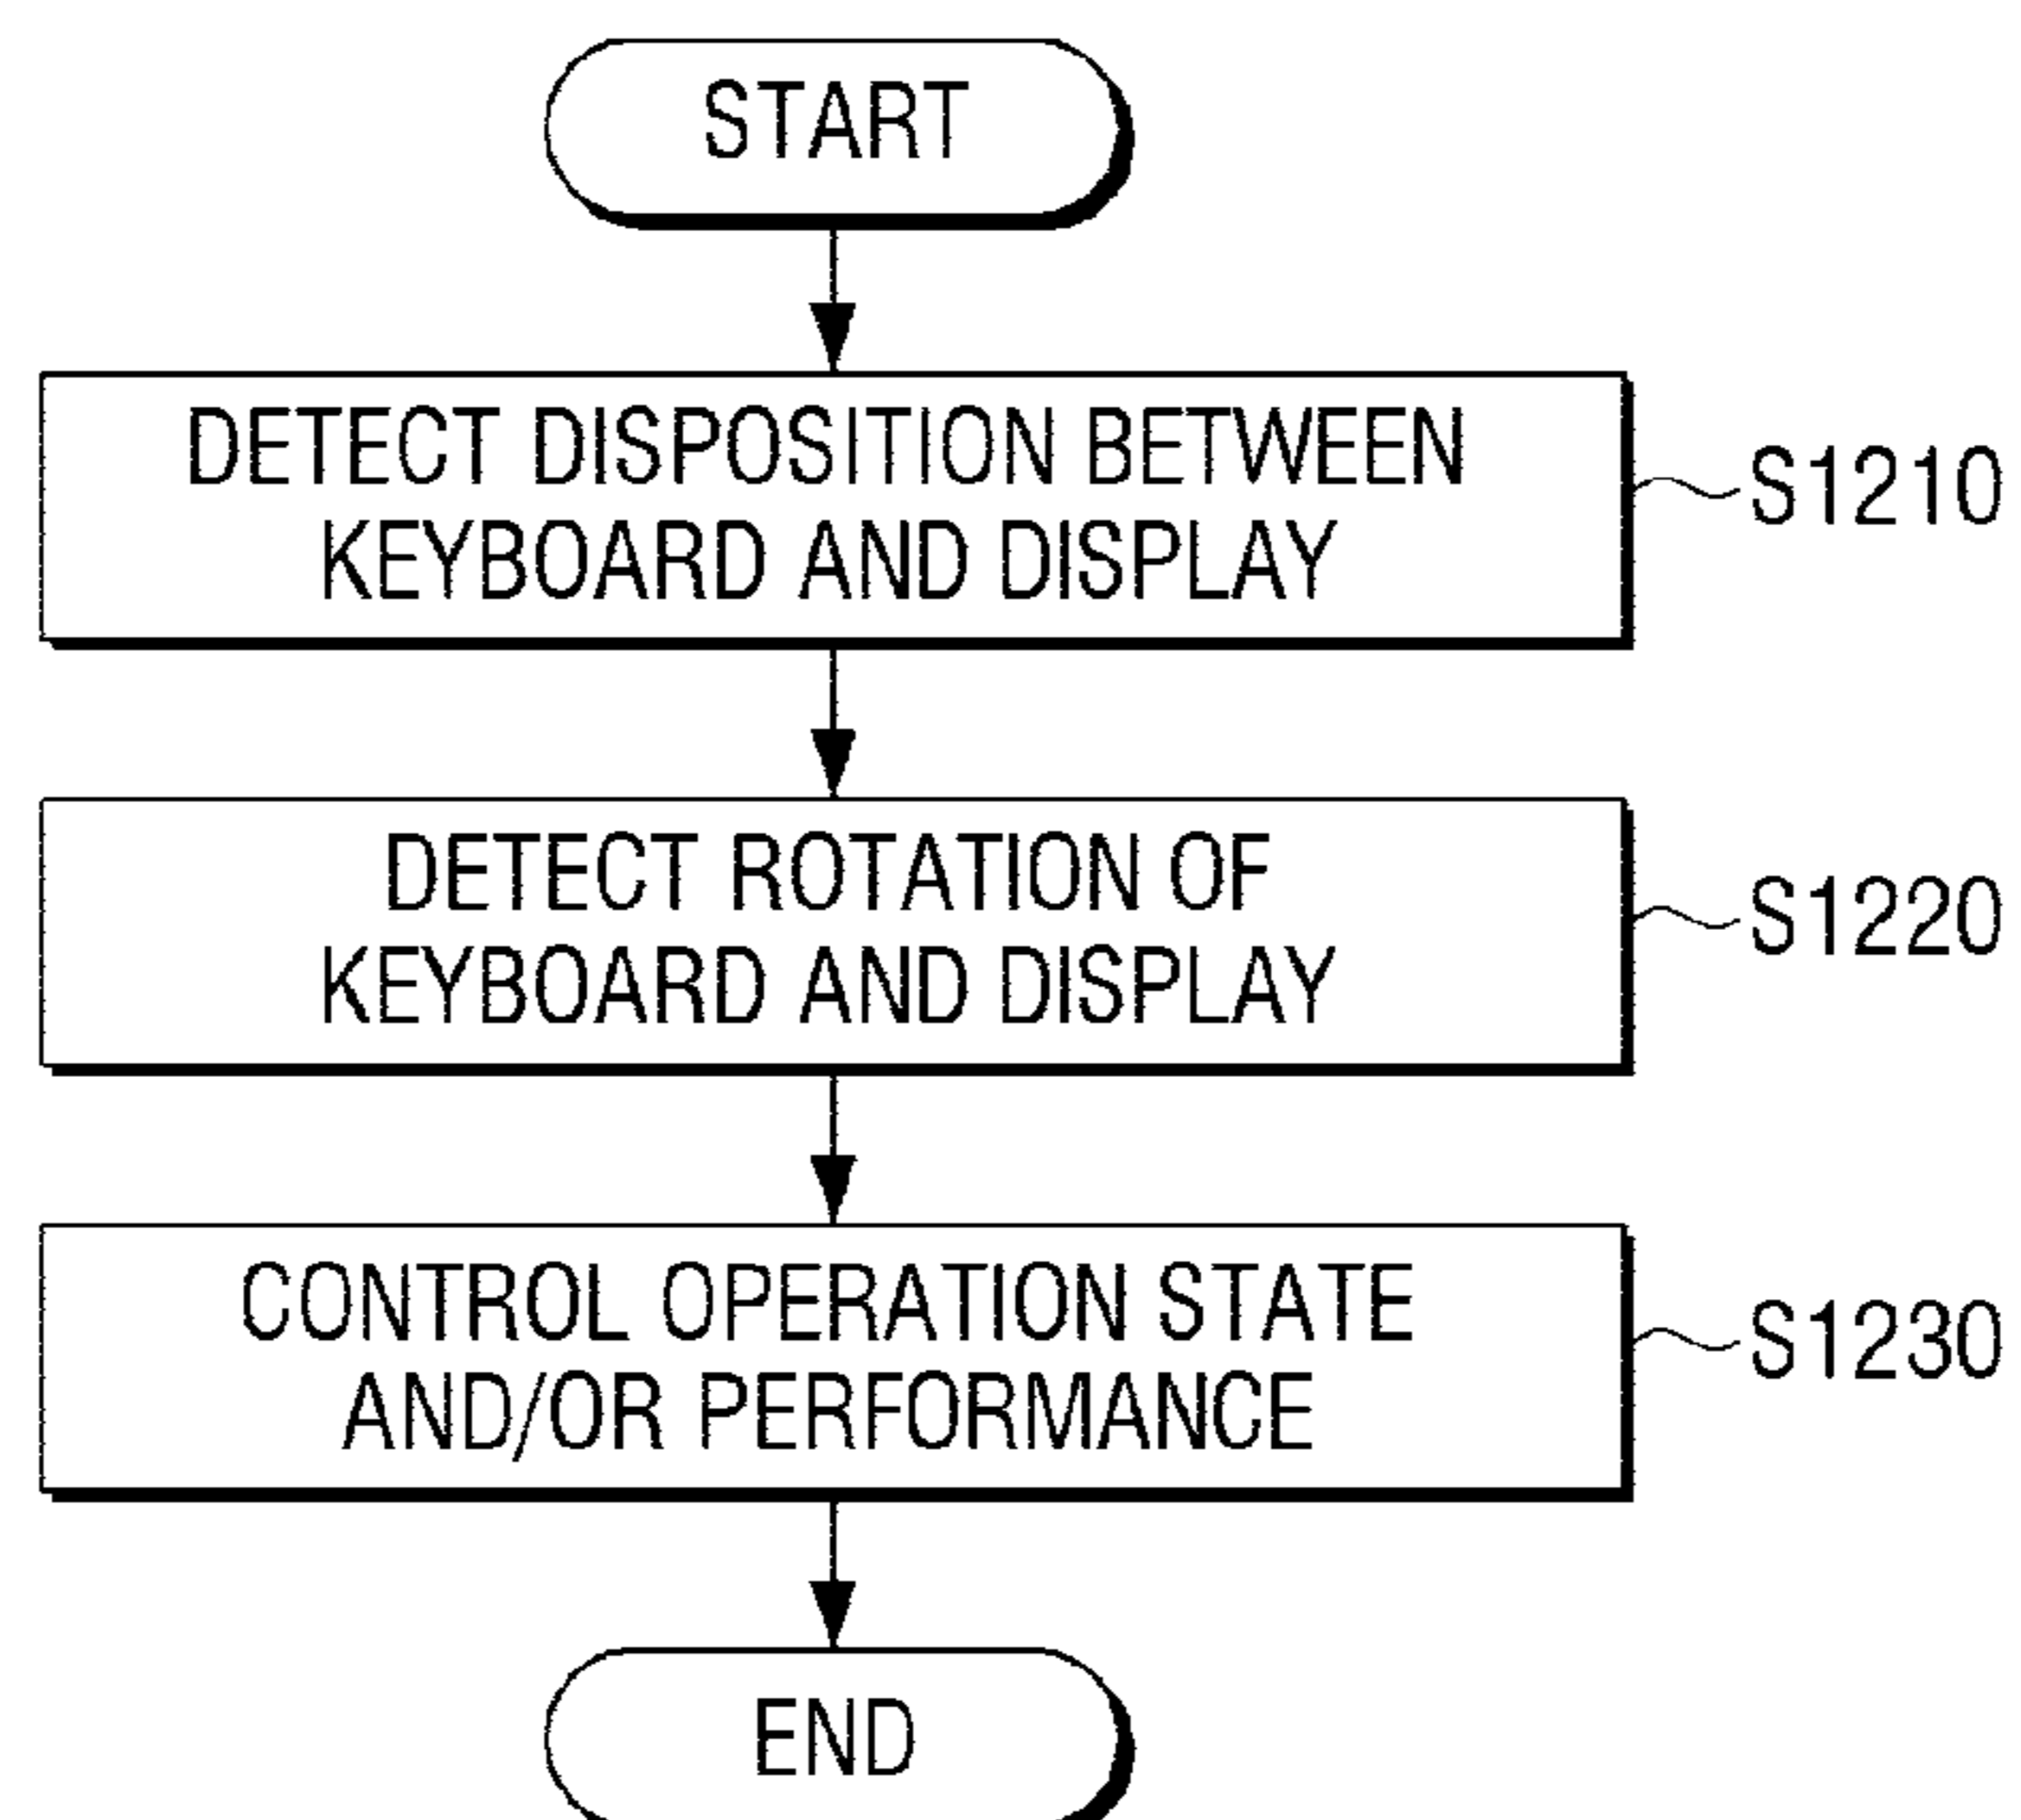 START
DETECT DISPOSITION BETWEEN
KEYBOARD AND DISPLAY
S1210
DETECT ROTATION OF
KEYBOARD AND DISPLAY
S1220
CONTROL OPERATION STATE
AND/OR PERFORMANCE
S1230
END